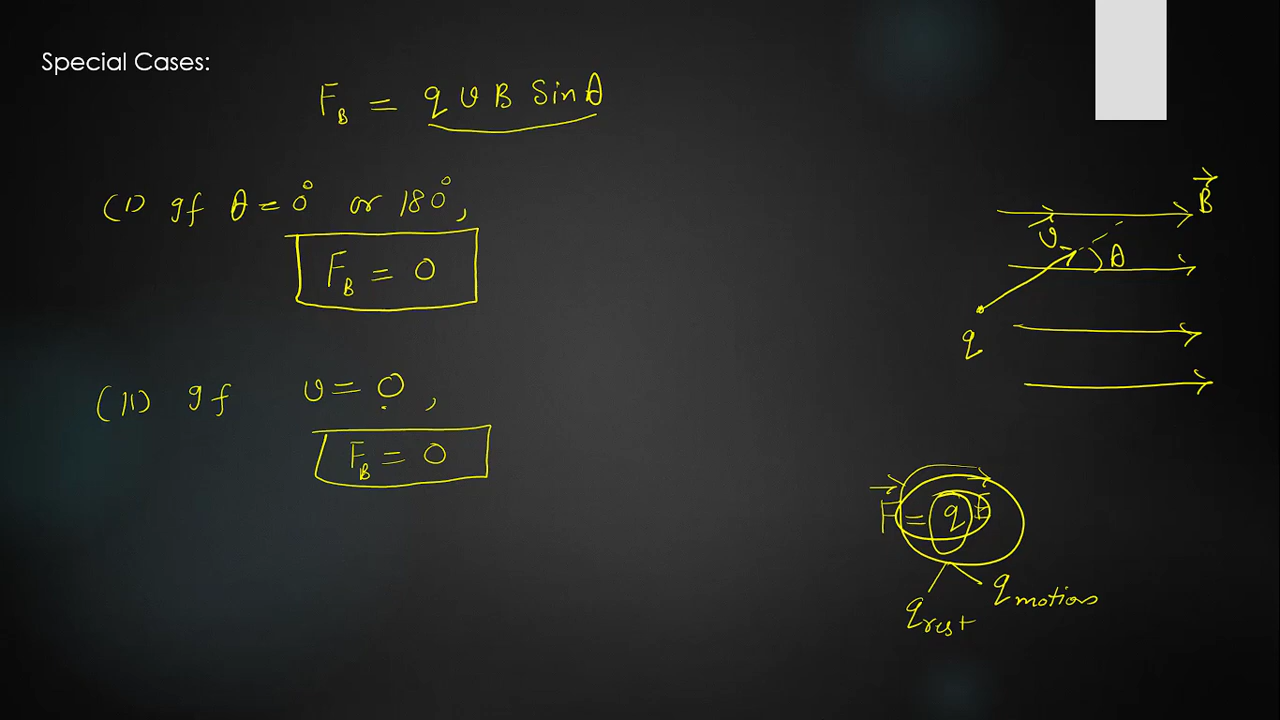 Special Cases:
F_B = q v B Sin θ
(I) If θ = 0° or 180°,
F_B = 0
(II) If v = 0,
F_B = 0
B⃗
v⃗
θ
q
F⃗ = q E⃗
q motion
q rest